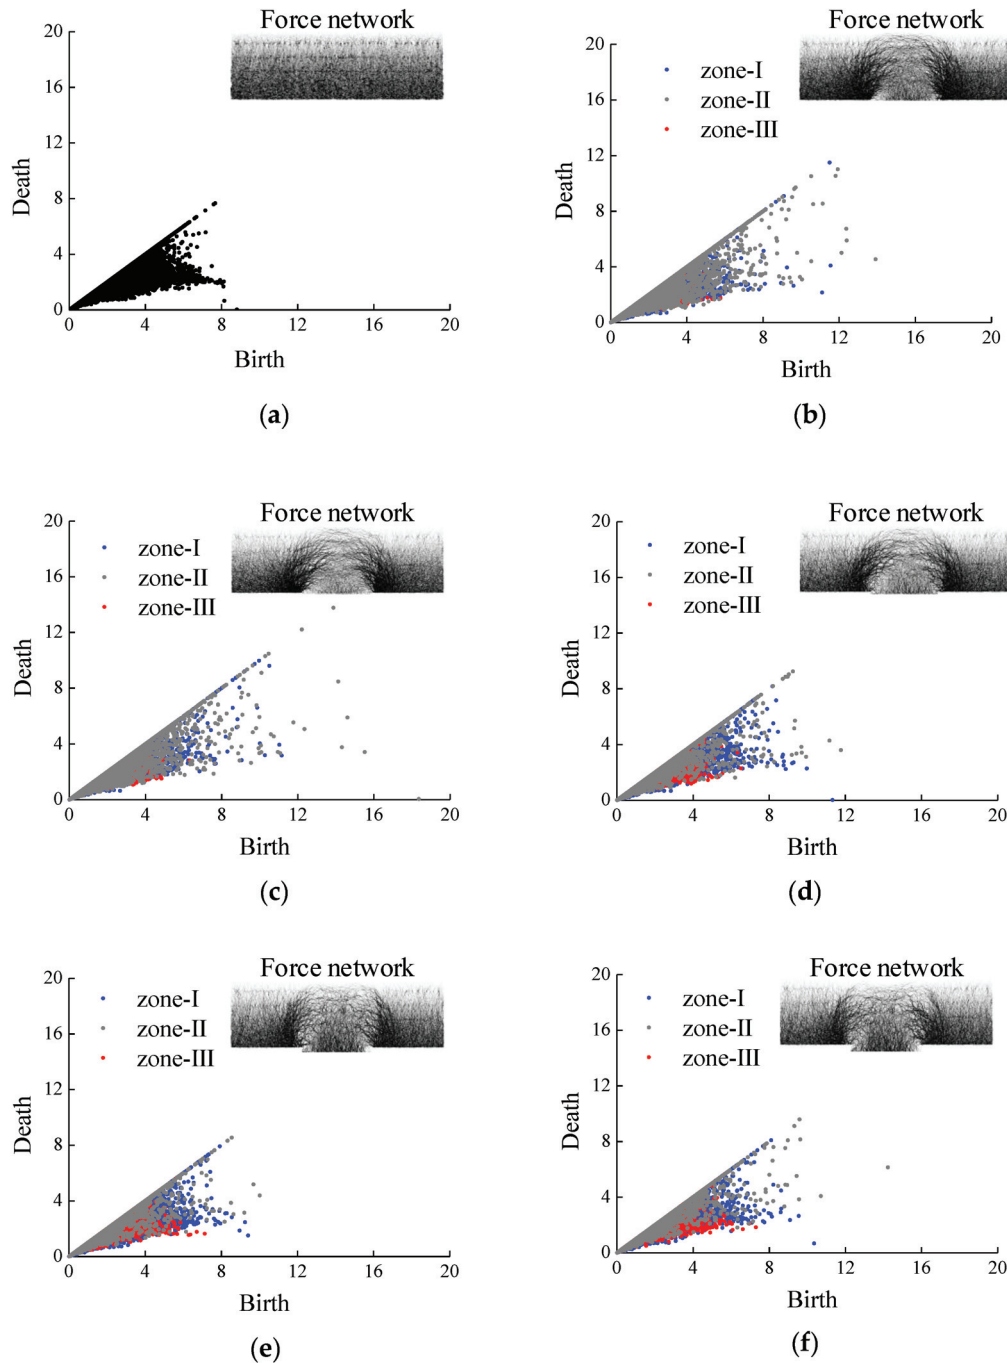 Force network
20
16
12
8
4
0
Death
0 4 8 12 16 20
Birth
(a)
Force network
zone-I
zone-II
zone-III
20
16
12
8
4
0
Death
0 4 8 12 16 20
Birth
(b)
Force network
zone-I
zone-II
zone-III
20
16
12
8
4
0
Death
0 4 8 12 16 20
Birth
(c)
Force network
zone-I
zone-II
zone-III
20
16
12
8
4
0
Death
0 4 8 12 16 20
Birth
(d)
Force network
zone-I
zone-II
zone-III
20
16
12
8
4
0
Death
0 4 8 12 16 20
Birth
(e)
Force network
zone-I
zone-II
zone-III
20
16
12
8
4
0
Death
0 4 8 12 16 20
Birth
(f)